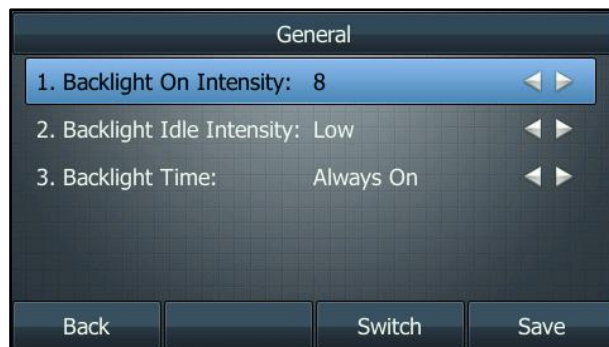 General
1. Backlight On Intensity: 8
2. Backlight Idle Intensity: Low
3. Backlight Time: Always On
Back Switch Save